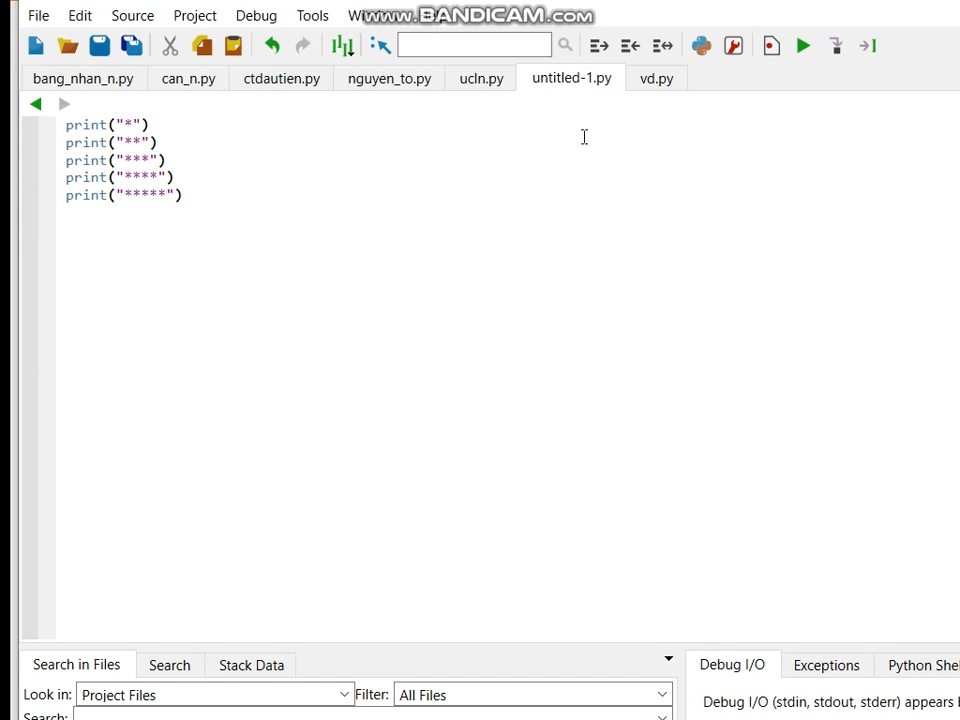 File Edit Source Project Debug Tools
www.BANDICAM.com
bang_nhan_n.py can_n.py ctdautien.py nguyen_to.py ucln.py untitled-1.py vd.py
print("*")
print("**")
print("***")
print("****")
print("*****")
Search in Files Search Stack Data
Debug I/O Exceptions Python She
Look in: Project Files Filter: All Files
Debug I/O (stdin, stdout, stderr) appears
Search: